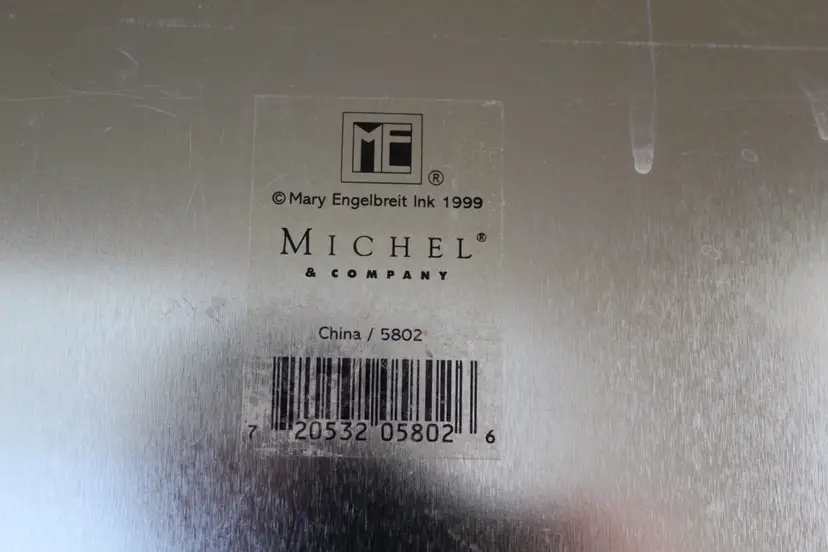 ME®
©Mary Engelbreit Ink 1999
MICHEL®
& COMPANY
China / 5802
7 20532 05802 6